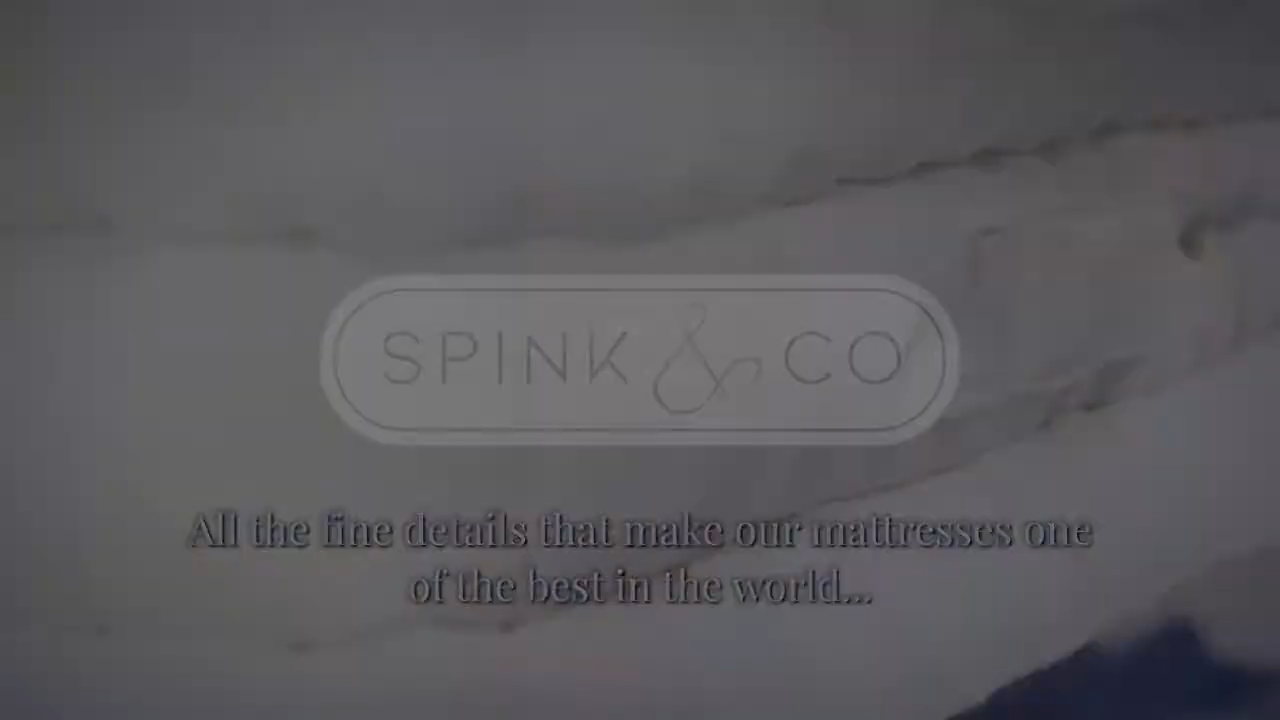 SPINK & CO
All the fine details that make our mattresses one
of the best in the world...